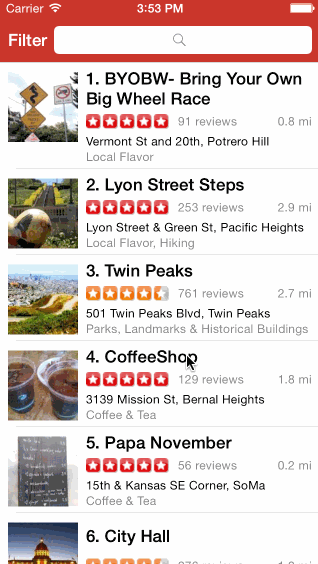 Carrier 3:53 PM
Filter
1. BYOBW- Bring Your Own
Big Wheel Race
91 reviews 0.8 mi
Vermont St and 20th, Potrero Hill
Local Flavor
2. Lyon Street Steps
253 reviews 2.9 mi
Lyon Street & Green St, Pacific Heights
Local Flavor, Hiking
3. Twin Peaks
761 reviews 2.7 mi
501 Twin Peaks Blvd, Twin Peaks
Parks, Landmarks & Historical Buildings
4. CoffeeShop
129 reviews 1.8 mi
3139 Mission St, Bernal Heights
Coffee & Tea
5. Papa November
56 reviews 0.2 mi
15th & Kansas SE Corner, SoMa
Coffee & Tea
6. City Hall